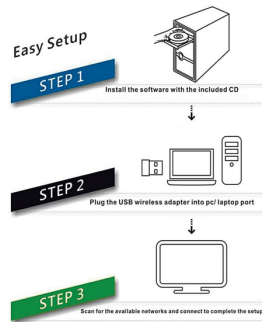 Easy Setup
STEP 1
Install the software with the included CD
STEP 2
Plug the USB wireless adapter into pc/ laptop port
STEP 3
Scan for the available networks and connect to complete the setup